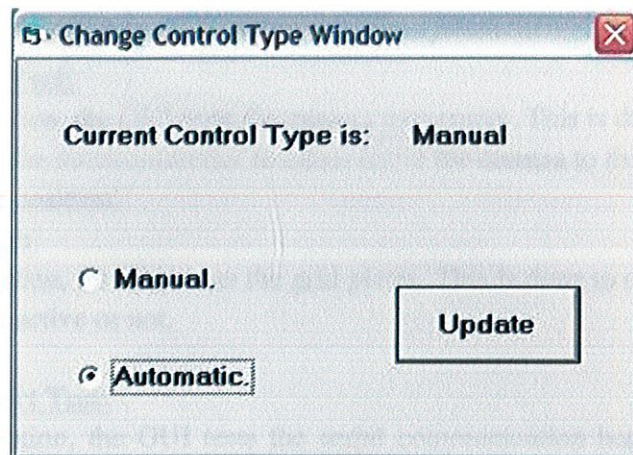 Change Control Type Window
Current Control Type is: Manual
Manual.
Update
Automatic.